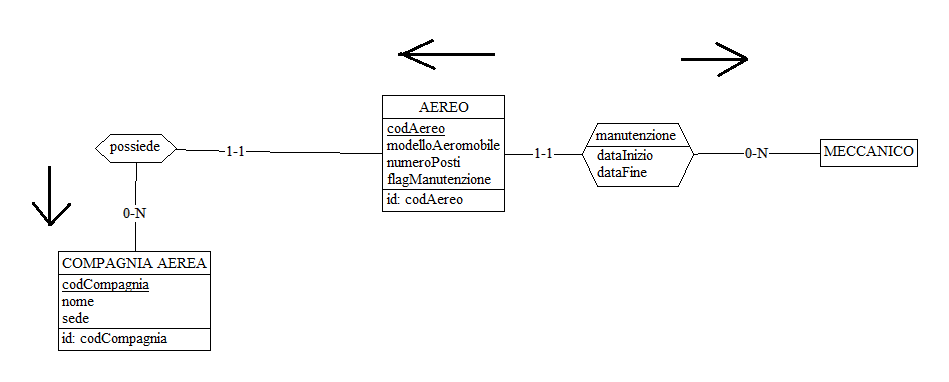 AEREO
codAereo
modelloAeromobile
numeroPosti
flagManutenzione
id: codAereo
possiede
1-1
1-1
manutenzione
dataInizio
dataFine
0-N
MECCANICO
0-N
COMPAGNIA AEREA
codCompagnia
nome
sede
id: codCompagnia